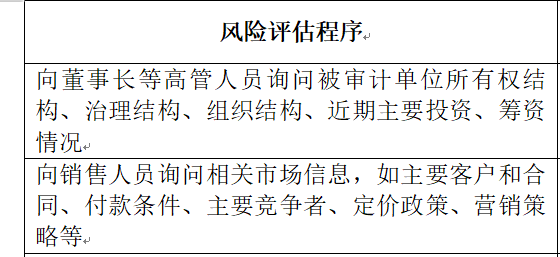 风险评估程序
向董事长等高管人员询问被审计单位所有权结
构、治理结构、组织结构、近期主要投资、筹资
情况
向销售人员询问相关市场信息，如主要客户和合
同、付款条件、主要竞争者、定价政策、营销策
略等